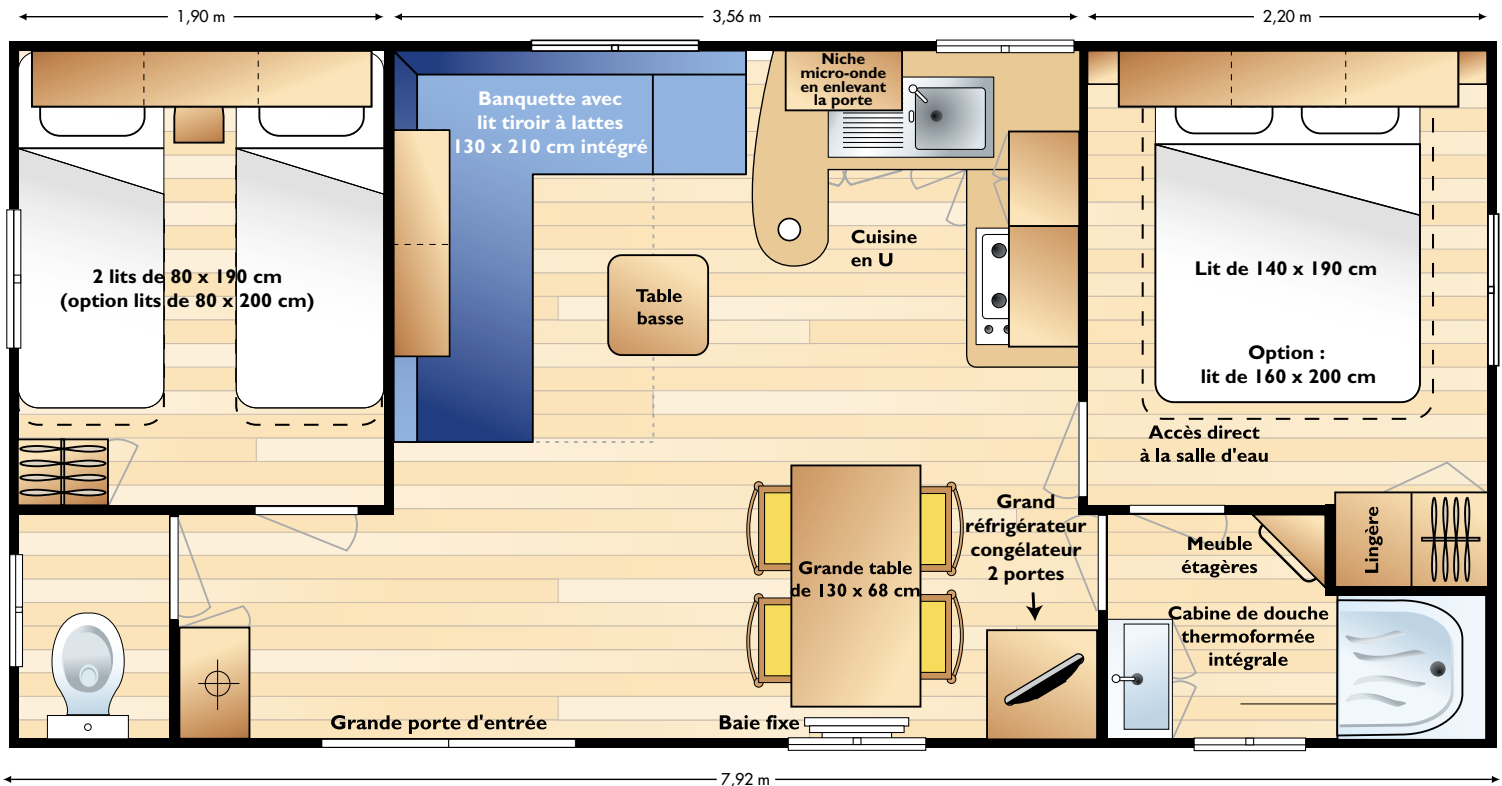 1,90 m
3,56 m
2,20 m
Niche
micro-onde
en enlevant
la porte
Banquette avec
lit tiroir à lattes
130 x 210 cm intégré
Cuisine
en U
2 lits de 80 x 190 cm
(option lits de 80 x 200 cm)
Table
basse
Lit de 140 x 190 cm
Option :
lit de 160 x 200 cm
Accès direct
à la salle d'eau
Grand
réfrigérateur
congélateur
2 portes
Grande table
de 130 x 68 cm
Meuble
étagères
Lingère
Cabine de douche
thermoformée
intégrale
Grande porte d'entrée
Baie fixe
7,92 m